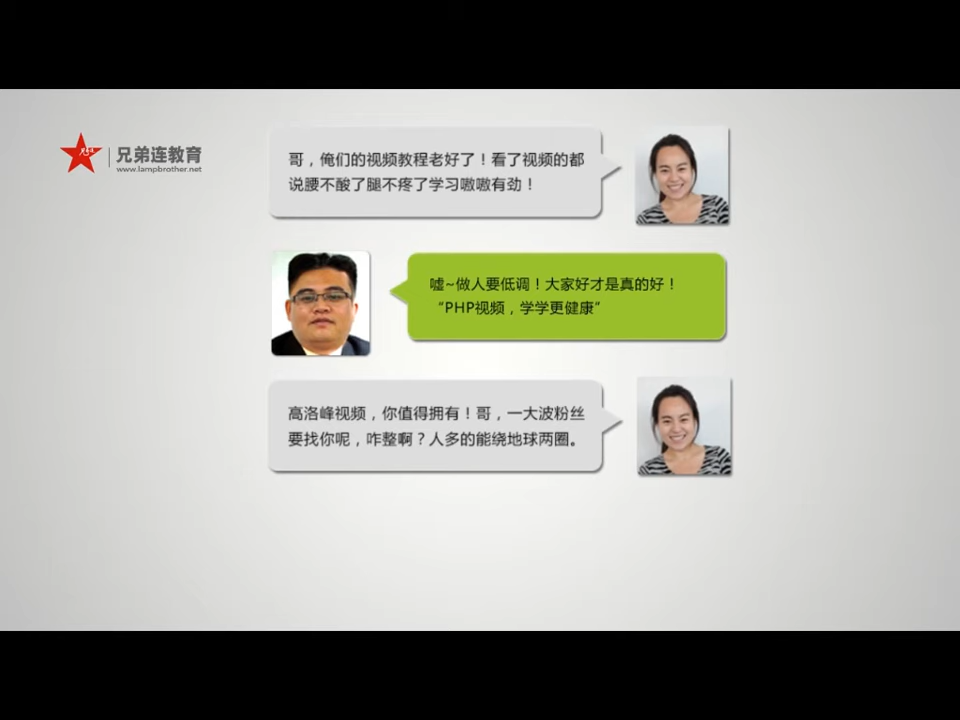 兄弟连教育
www.lampbrother.net
哥，俺们的视频教程老好了！看了视频的都
说腰不酸了腿不疼了学习嗷嗷有劲！
嘘~做人要低调！大家好才是真的好！
“PHP视频，学学更健康”
高洛峰视频，你值得拥有！哥，一大波粉丝
要找你呢，咋整啊？人多的能绕地球两圈。